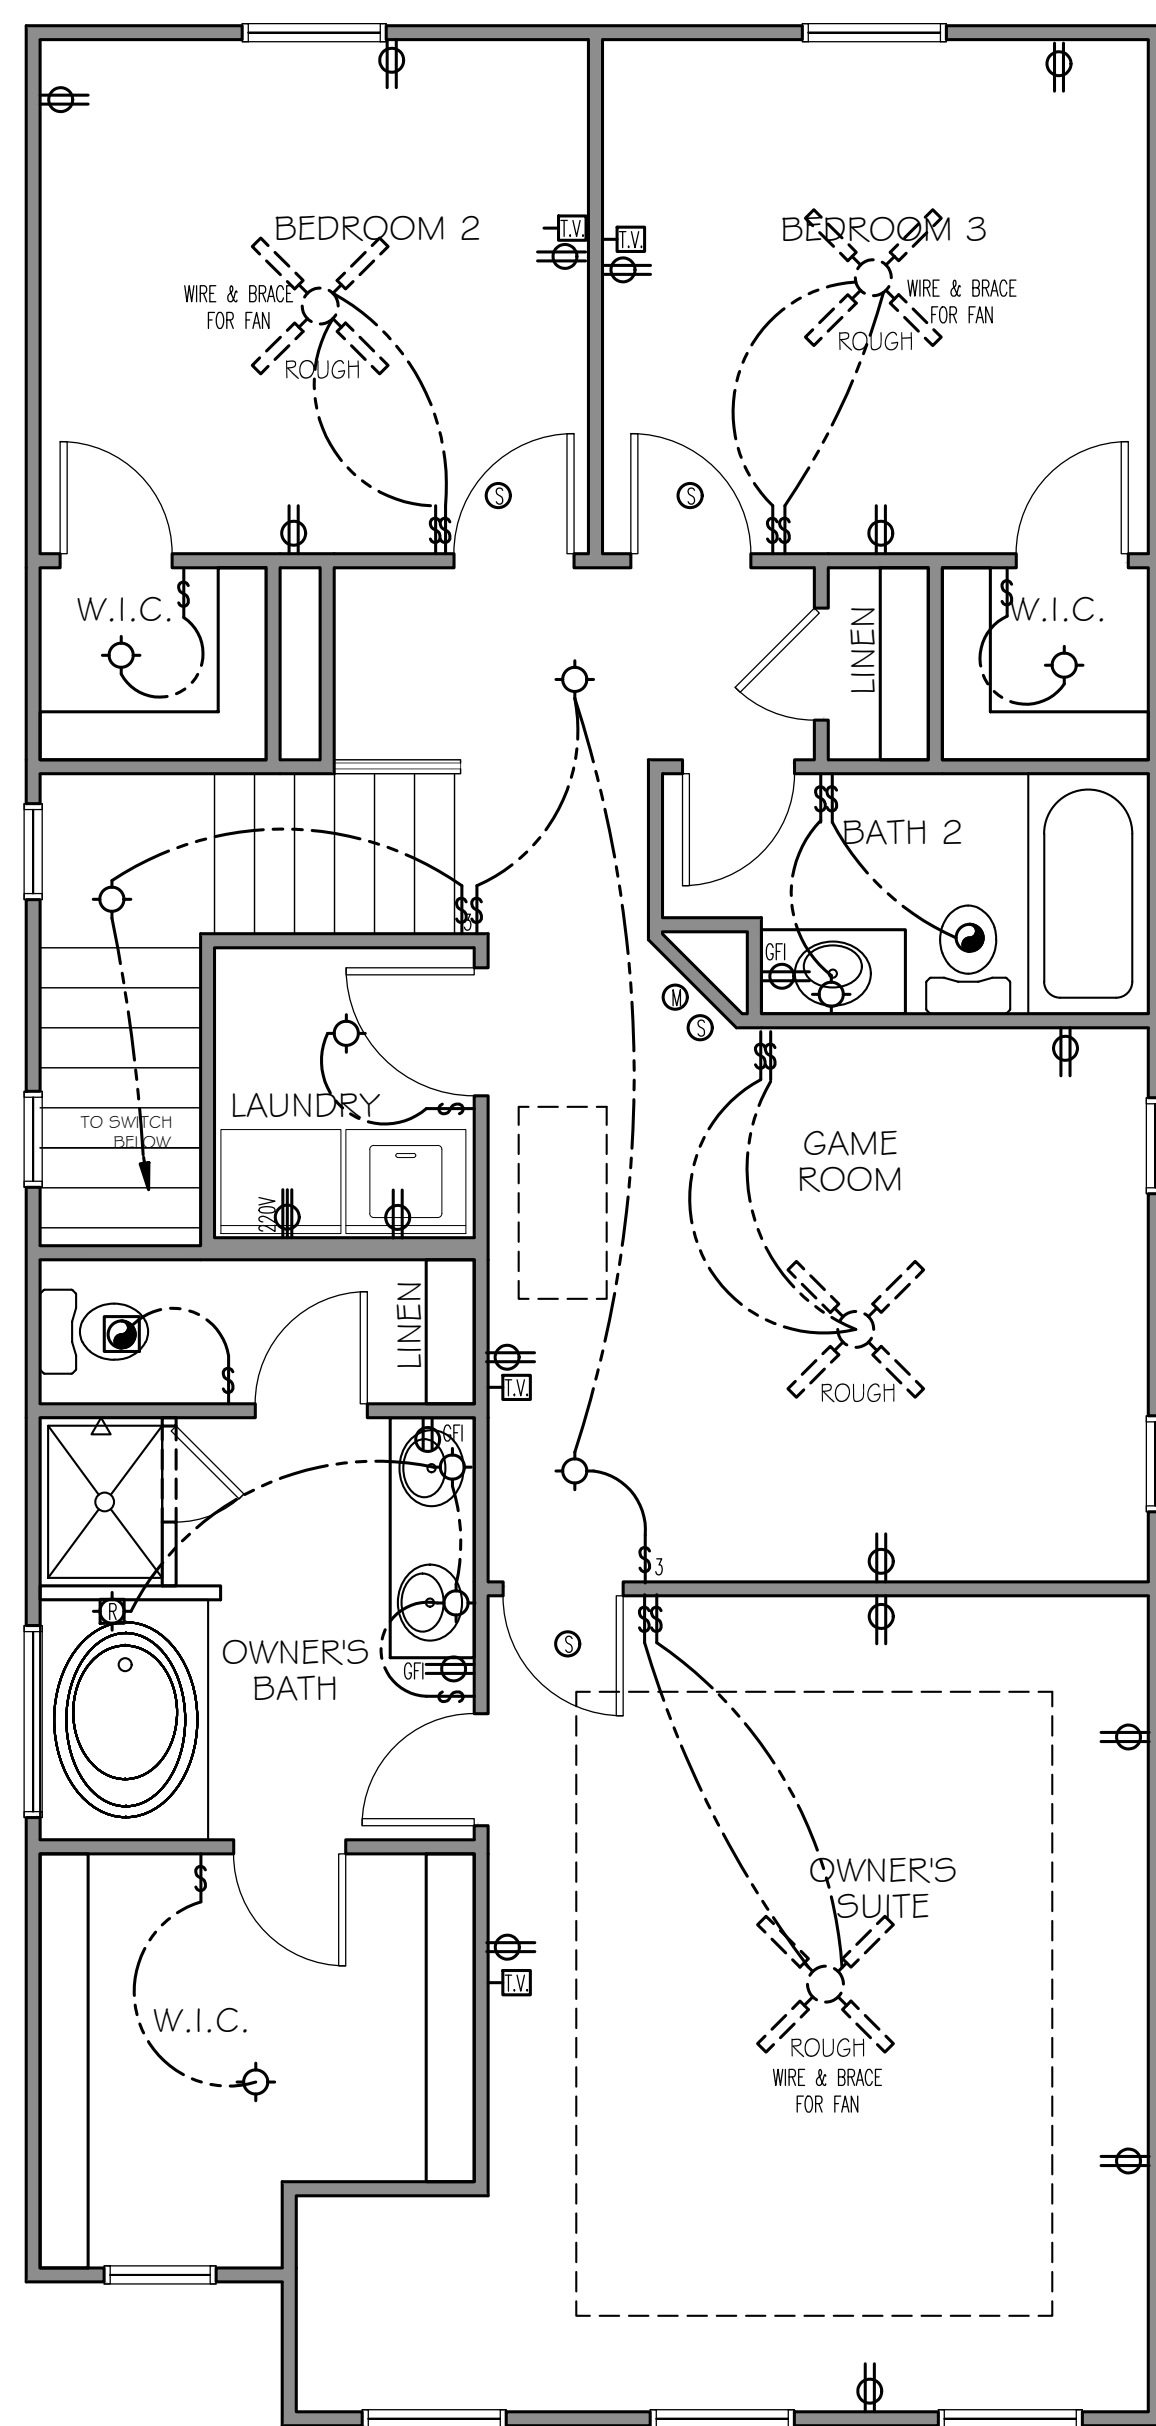 BEDROOM 2
BEDROOM 3
T.V.
T.V.
WIRE & BRACE
FOR FAN
ROUGH
WIRE & BRACE
FOR FAN
ROUGH
S
S
$$
$$
$
W.I.C.
LINEN
$
W.I.C.
$$
BATH 2
$$
3
GFI
M
S
$$
LAUNDRY
$
TO SWITCH
BELOW
GAME
ROOM
220V
LINEN
T.V.
$
ROUGH
GFI
$3
R
$$
S
OWNER'S
BATH
GFI
$
$
OWNER'S
SUITE
T.V.
W.I.C.
ROUGH
WIRE & BRACE
FOR FAN